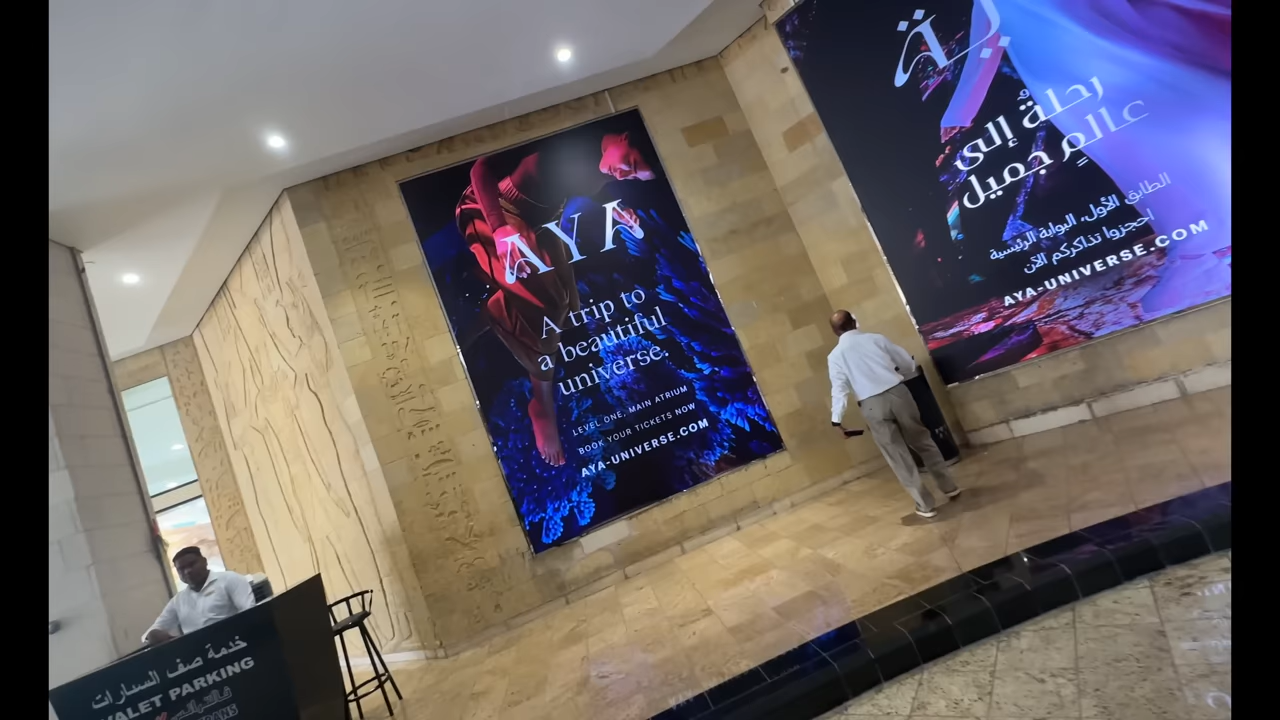 AYA
A trip to
a beautiful
universe.
LEVEL ONE, MAIN ATRIUM
BOOK YOUR TICKETS NOW
AYA-UNIVERSE.COM
رحلة إلى
عالم جميل
الطابق الأول، البوابة الرئيسية
احجزوا تذاكركم الآن
AYA-UNIVERSE.COM
خدمة صف السيارات
VALET PARKING